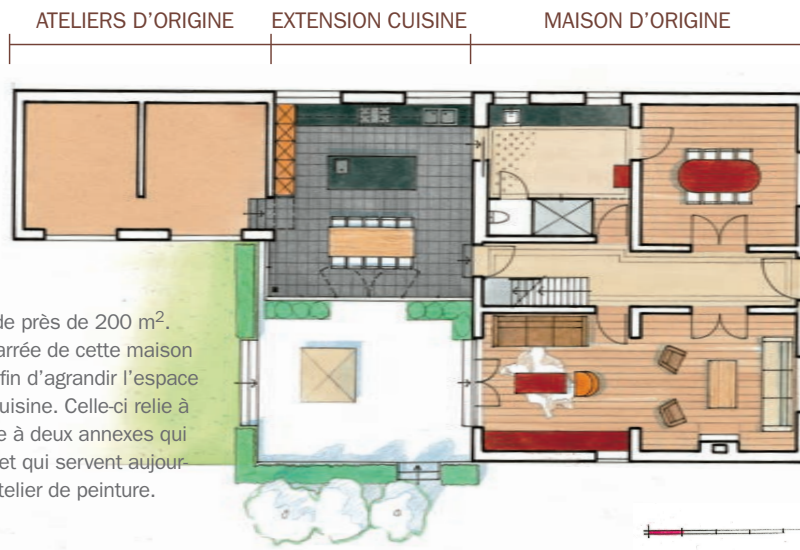 ATELIERS D'ORIGINE
EXTENSION CUISINE
MAISON D'ORIGINE
de près de 200 m².
arrée de cette maison
fin d'agrandir l'espace
uisine. Celle-ci relie à
e à deux annexes qui
et qui servent aujour-
telier de peinture.